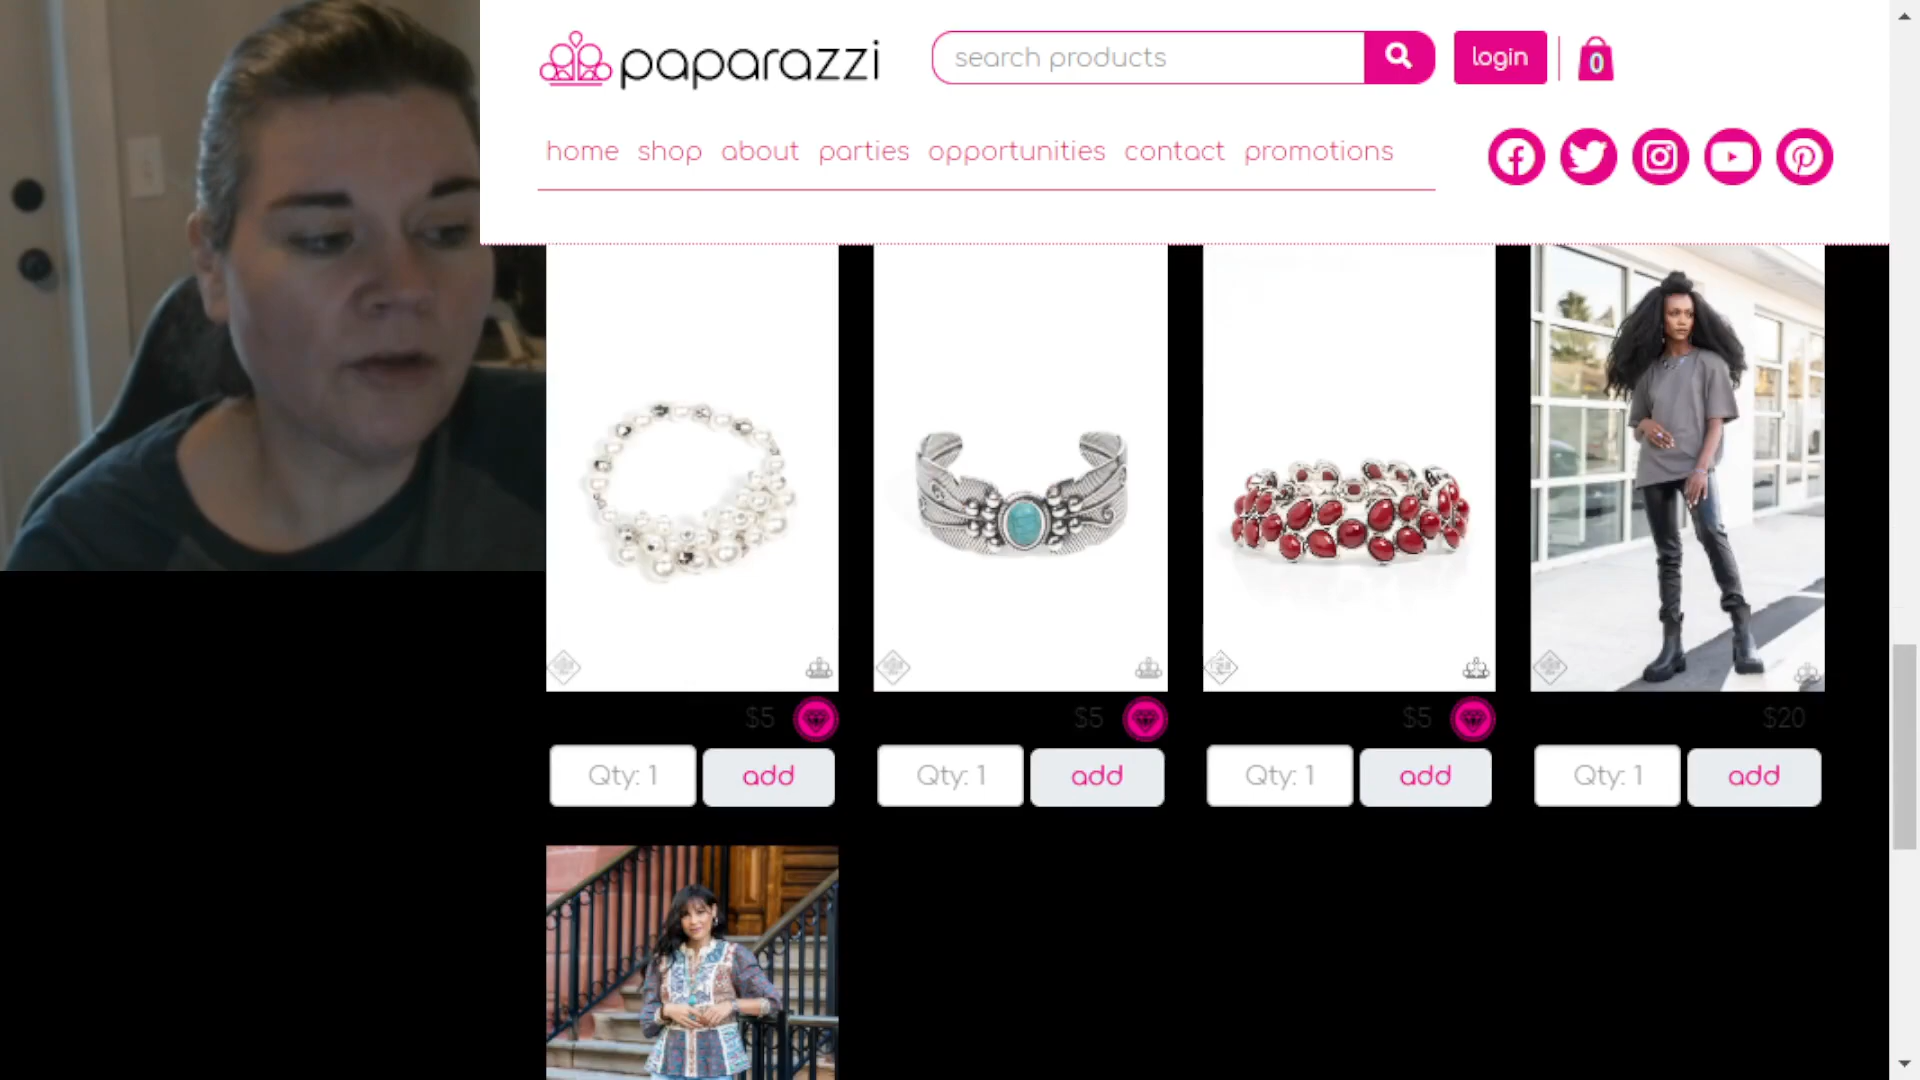 paparazzi
search products
login
0
home shop about parties opportunities contact promotions
$5
$5
$5
$20
Qty: 1 add
Qty: 1 add
Qty: 1 add
Qty: 1 add